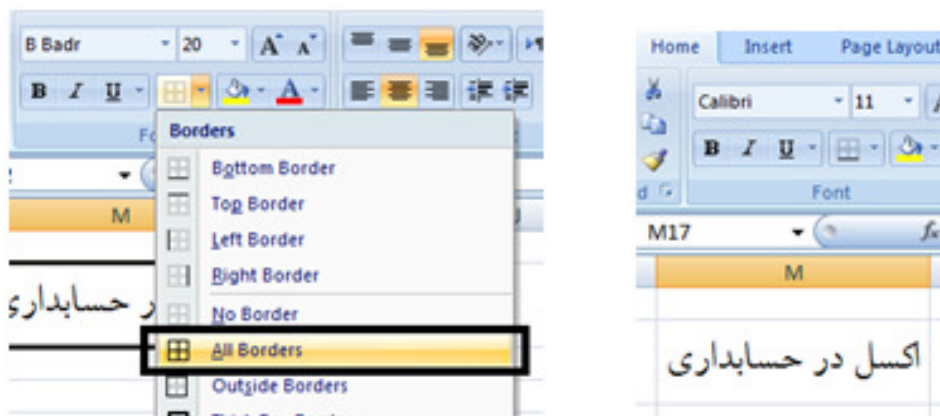 B Badr 20 A A
B I U A
Borders
M
Bottom Border
Top Border
Left Border
Right Border
ر حسابداری
No Border
All Borders
Outside Borders
Home Insert Page Layout
Calibri 11
B I U
Font
M17 fx
M
اکسل در حسابداری